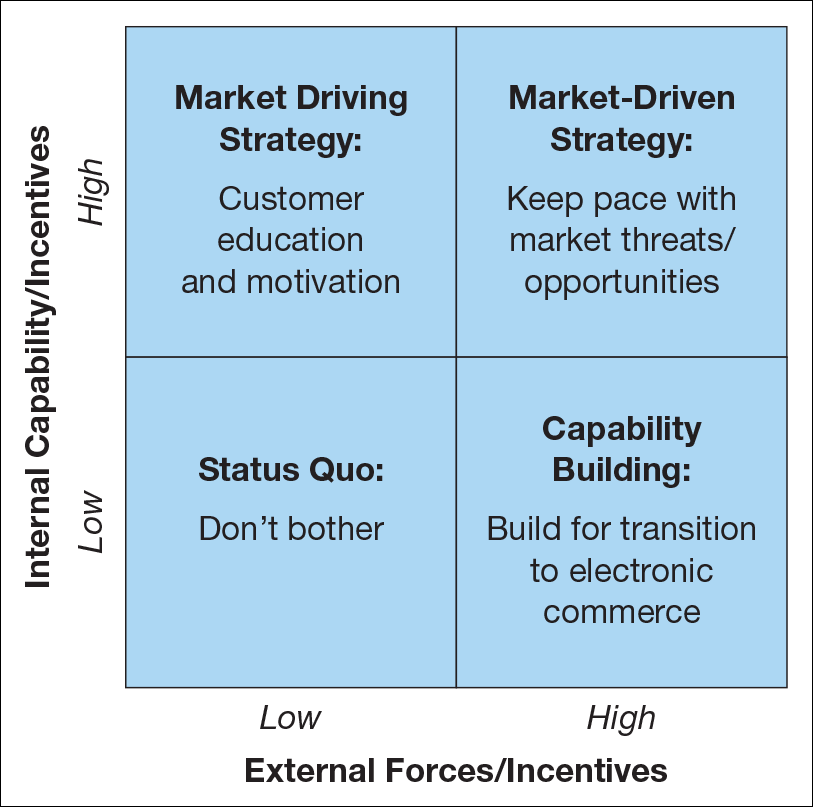 Internal Capability/Incentives
High
Market Driving
Strategy:
Customer
education
and motivation
Market-Driven
Strategy:
Keep pace with
market threats/
opportunities
Low
Status Quo:
Don’t bother
Capability
Building:
Build for transition
to electronic
commerce
Low
High
External Forces/Incentives